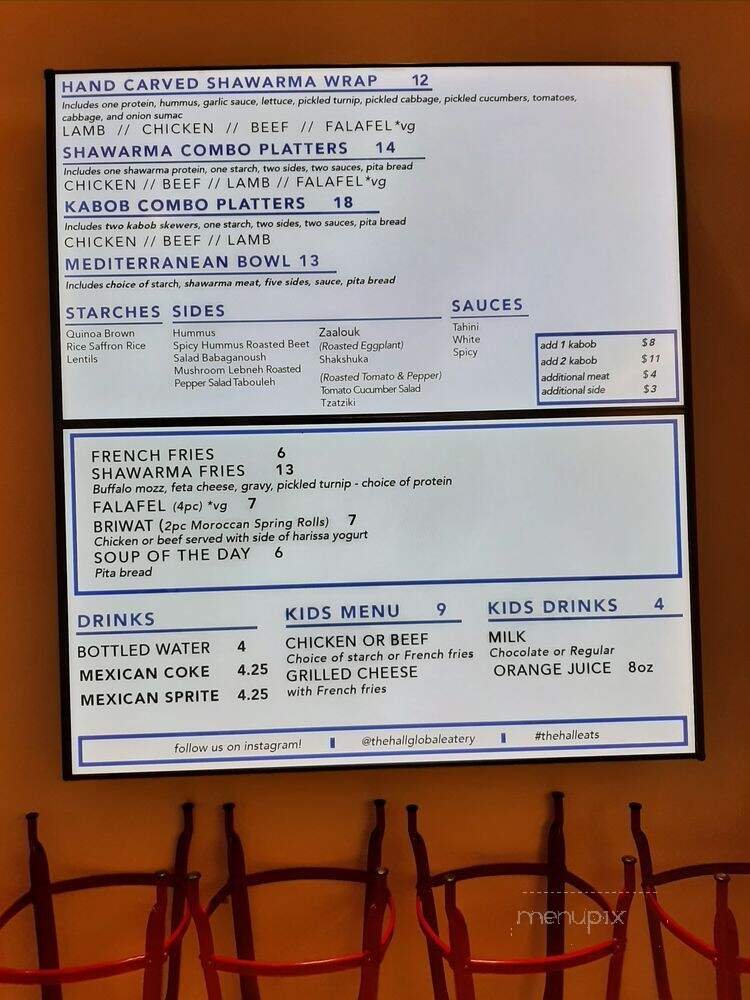 HAND CARVED SHAWARMA WRAP 12
Includes one protein, hummus, garlic sauce, lettuce, pickled turnip, pickled cabbage, pickled cucumbers, tomatoes,
cabbage, and onion sumac
LAMB // CHICKEN // BEEF // FALAFEL*vg
SHAWARMA COMBO PLATTERS 14
Includes one shawarma protein, one starch, two sides, two sauces, pita bread
CHICKEN // BEEF // LAMB // FALAFEL*vg
KABOB COMBO PLATTERS 18
Includes two kabob skewers, one starch, two sides, two sauces, pita bread
CHICKEN // BEEF // LAMB
MEDITERRANEAN BOWL 13
Includes choice of starch, shawarma meat, five sides, sauce, pita bread
STARCHES
Quinoa Brown
Rice Saffron Rice
Lentils
SIDES
Hummus
Spicy Hummus Roasted Beet
Salad Babaganoush
Mushroom Lebneh Roasted
Pepper Salad Tabouleh
Zaalouk
(Roasted Eggplant)
Shakshuka
(Roasted Tomato & Pepper)
Tomato Cucumber Salad
Tzatziki
SAUCES
Tahini
White
Spicy
add 1 kabob $8
add 2 kabob $11
additional meat $4
additional side $3
FRENCH FRIES 6
SHAWARMA FRIES 13
Buffalo mozz, feta cheese, gravy, pickled turnip - choice of protein
FALAFEL (4pc) *vg 7
BRIWAT (2pc Moroccan Spring Rolls) 7
Chicken or beef served with side of harissa yogurt
SOUP OF THE DAY 6
Pita bread
DRINKS
BOTTLED WATER 4
MEXICAN COKE 4.25
MEXICAN SPRITE 4.25
KIDS MENU 9
CHICKEN OR BEEF
Choice of starch or French fries
GRILLED CHEESE
with French fries
KIDS DRINKS 4
MILK
Chocolate or Regular
ORANGE JUICE 8oz
follow us on instagram! | @thehallglobaleatery | #thehalleats
menupix